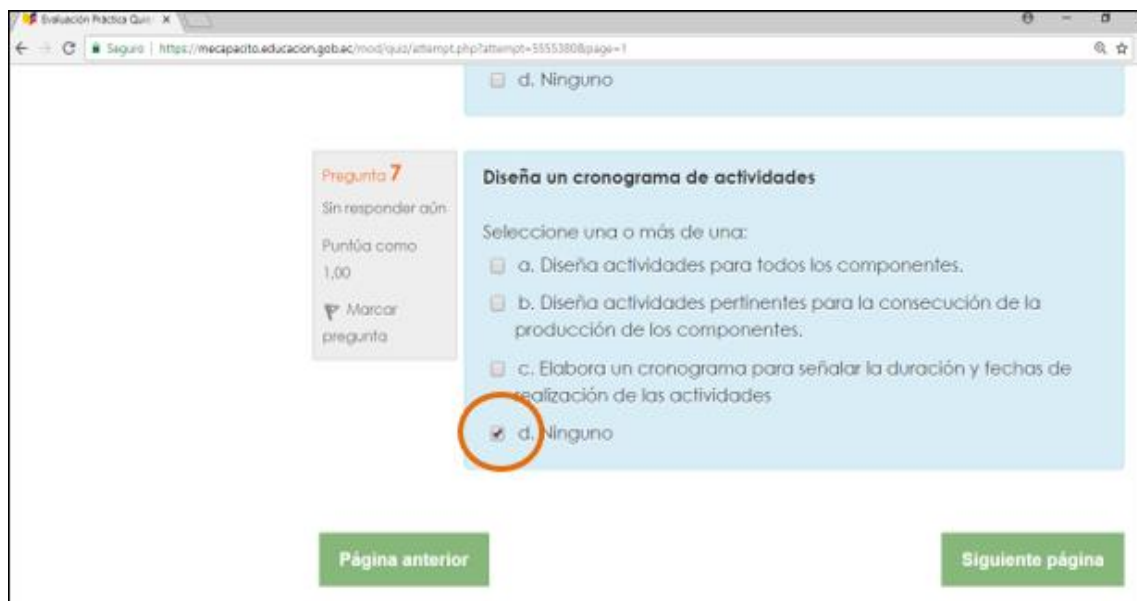 Evaluación Práctica Quim
Seguro | https://mecapacito.educacion.gob.ec/mod/quiz/attempt.php?attempt=5555380&page=1
d. Ninguno
Pregunta 7
Sin responder aún
Puntúa como
1,00
Marcar
pregunta
Diseña un cronograma de actividades
Seleccione una o más de una:
a. Diseña actividades para todos los componentes.
b. Diseña actividades pertinentes para la consecución de la
producción de los componentes.
c. Elabora un cronograma para señalar la duración y fechas de
realización de las actividades
d. Ninguno
Página anterior
Siguiente página